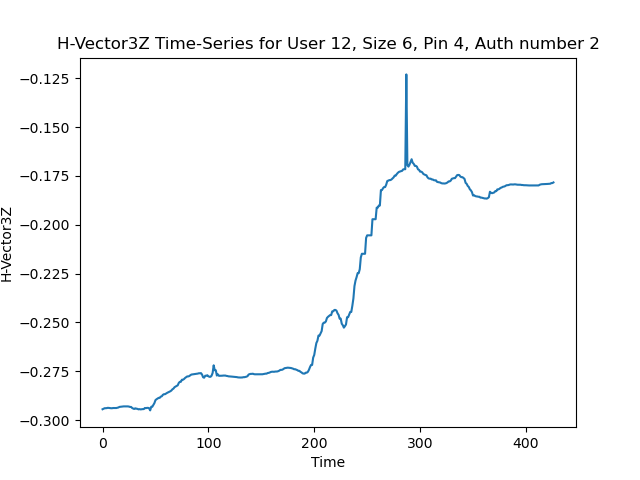 H-Vector3Z Time-Series for User 12, Size 6, Pin 4, Auth number 2
H-Vector3Z
−0.125
−0.150
−0.175
−0.200
−0.225
−0.250
−0.275
−0.300
0 100 200 300 400
Time